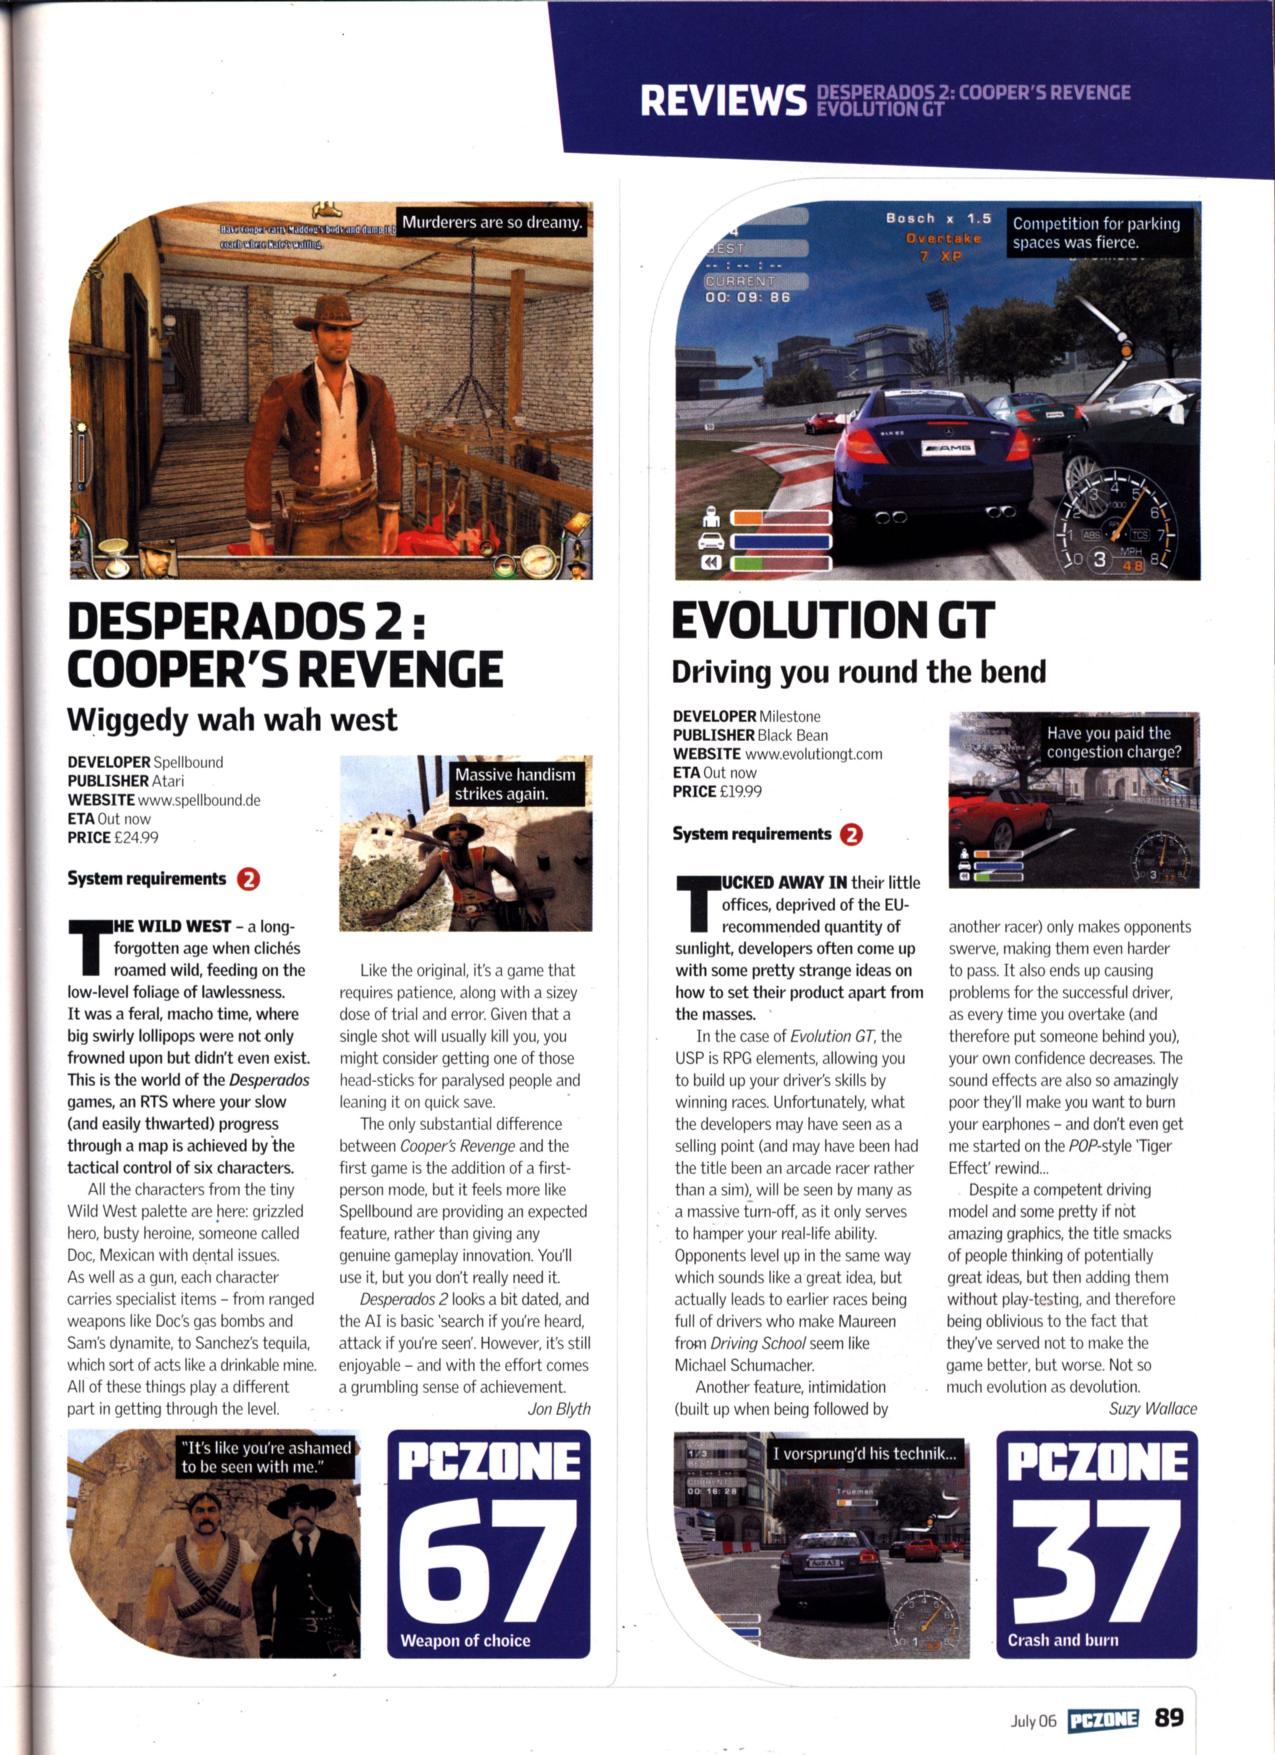 REVIEWS
DESPERADOS 2: COOPER'S REVENGE
EVOLUTION GT
Have Cooper carry Maddog's body and dump it
coach where Kate's waiting.
Murderers are so dreamy.
DESPERADOS 2:
COOPER'S REVENGE
Wiggedy wah wah west
DEVELOPER Spellbound
PUBLISHER Atari
WEBSITE www.spellbound.de
ETA Out now
PRICE £24.99
System requirements 2
THE WILD WEST – a long-
forgotten age when clichés
roamed wild, feeding on the
low-level foliage of lawlessness.
It was a feral, macho time, where
big swirly lollipops were not only
frowned upon but didn't even exist.
This is the world of the Desperados
games, an RTS where your slow
(and easily thwarted) progress
through a map is achieved by the
tactical control of six characters.
All the characters from the tiny
Wild West palette are here: grizzled
hero, busty heroine, someone called
Doc, Mexican with dental issues.
As well as a gun, each character
carries specialist items – from ranged
weapons like Doc's gas bombs and
Sam's dynamite, to Sanchez's tequila,
which sort of acts like a drinkable mine.
All of these things play a different
part in getting through the level.
Massive handism
strikes again.
Like the original, it's a game that
requires patience, along with a sizey
dose of trial and error. Given that a
single shot will usually kill you, you
might consider getting one of those
head-sticks for paralysed people and
leaning it on quick save.
The only substantial difference
between Cooper's Revenge and the
first game is the addition of a first-
person mode, but it feels more like
Spellbound are providing an expected
feature, rather than giving any
genuine gameplay innovation. You'll
use it, but you don't really need it.
Desperados 2 looks a bit dated, and
the AI is basic 'search if you're heard,
attack if you're seen'. However, it's still
enjoyable – and with the effort comes
a grumbling sense of achievement.
Jon Blyth
"It's like you're ashamed
to be seen with me."
PCZONE
67
Weapon of choice
4
BEST
-- : -- : --
CURRENT
00: 09: 86
Bosch x 1.5
Overtake
7 XP
Competition for parking
spaces was fierce.
AMG
ABS
TCS
MPH
3
48
EVOLUTION GT
Driving you round the bend
DEVELOPER Milestone
PUBLISHER Black Bean
WEBSITE www.evolutiongt.com
ETA Out now
PRICE £19.99
System requirements 2
TUCKED AWAY IN their little
offices, deprived of the EU-
recommended quantity of
sunlight, developers often come up
with some pretty strange ideas on
how to set their product apart from
the masses.
In the case of Evolution GT, the
USP is RPG elements, allowing you
to build up your driver's skills by
winning races. Unfortunately, what
the developers may have seen as a
selling point (and may have been had
the title been an arcade racer rather
than a sim), will be seen by many as
a massive turn-off, as it only serves
to hamper your real-life ability.
Opponents level up in the same way
which sounds like a great idea, but
actually leads to earlier races being
full of drivers who make Maureen
from Driving School seem like
Michael Schumacher.
Another feature, intimidation
(built up when being followed by
Have you paid the
congestion charge?
another racer) only makes opponents
swerve, making them even harder
to pass. It also ends up causing
problems for the successful driver,
as every time you overtake (and
therefore put someone behind you),
your own confidence decreases. The
sound effects are also so amazingly
poor they'll make you want to burn
your earphones – and don't even get
me started on the POP-style 'Tiger
Effect' rewind...
Despite a competent driving
model and some pretty if not
amazing graphics, the title smacks
of people thinking of potentially
great ideas, but then adding them
without play-testing, and therefore
being oblivious to the fact that
they've served not to make the
game better, but worse. Not so
much evolution as devolution.
Suzy Wallace
1/3
00: 16: 28
Trueman
I vorsprung'd his technik...
PCZONE
37
Crash and burn
July 06 PCZONE 89